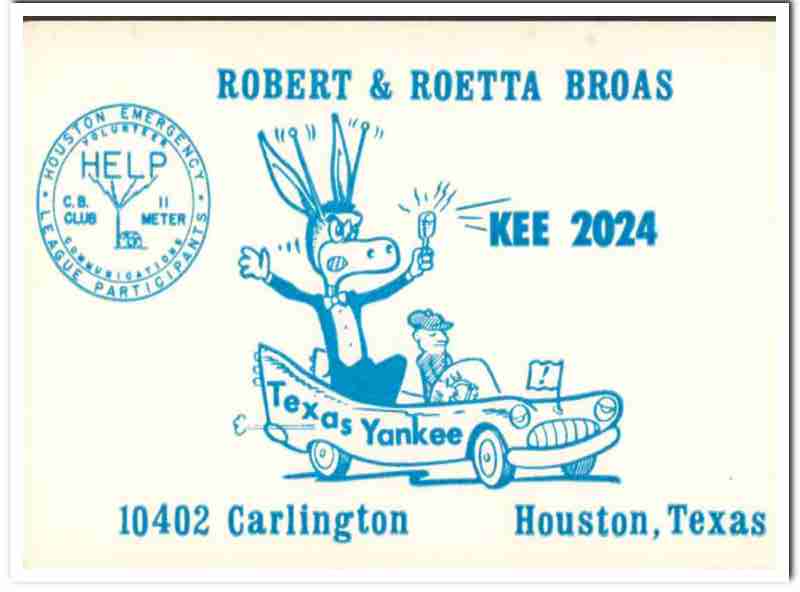 ROBERT & ROETTA BROAS
HOUSTON EMERGENCY
VOLUNTEER
HELP
C.B. 11
CLUB METER
COMMUNICATIONS
LEAGUE PARTICIPANTS
KEE 2024
!
Texas Yankee
10402 Carlington Houston, Texas